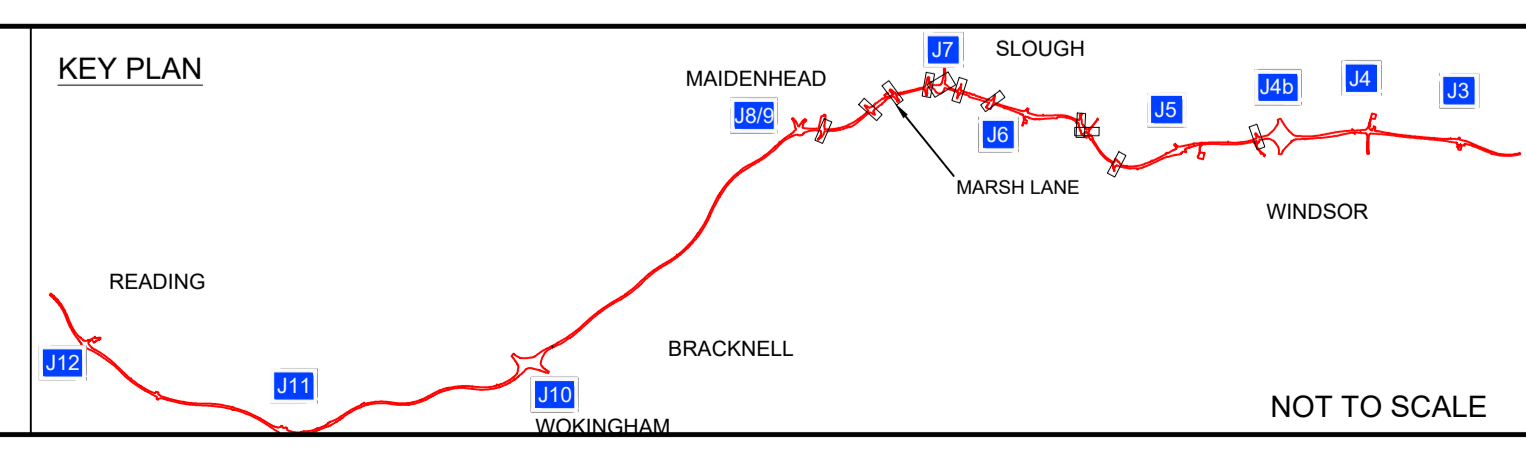 KEY PLAN
J7
SLOUGH
MAIDENHEAD
J8/9
J6
J5
J4b
J4
J3
MARSH LANE
WINDSOR
READING
BRACKNELL
J12
J11
J10
WOKINGHAM
NOT TO SCALE